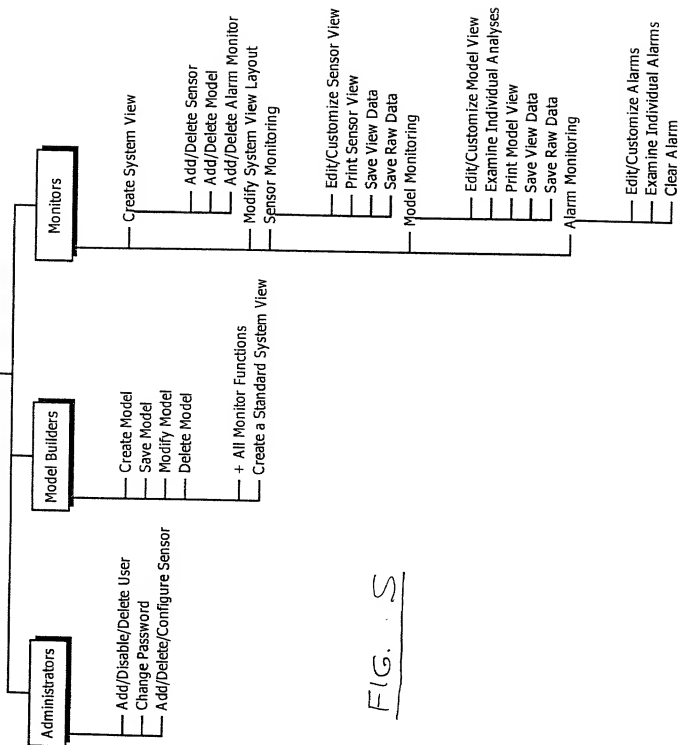 Administrators
Add/Disable/Delete User
Change Password
Add/Delete/Configure Sensor
Model Builders
Create Model
Save Model
Modify Model
Delete Model
+ All Monitor Functions
Create a Standard System View
Monitors
Create System View
Add/Delete Sensor
Add/Delete Model
Add/Delete Alarm Monitor
Modify System View Layout
Sensor Monitoring
Edit/Customize Sensor View
Print Sensor View
Save View Data
Save Raw Data
Model Monitoring
Edit/Customize Model View
Examine Individual Analyses
Print Model View
Save View Data
Save Raw Data
Alarm Monitoring
Edit/Customize Alarms
Examine Individual Alarms
Clear Alarm
FIG. . 5